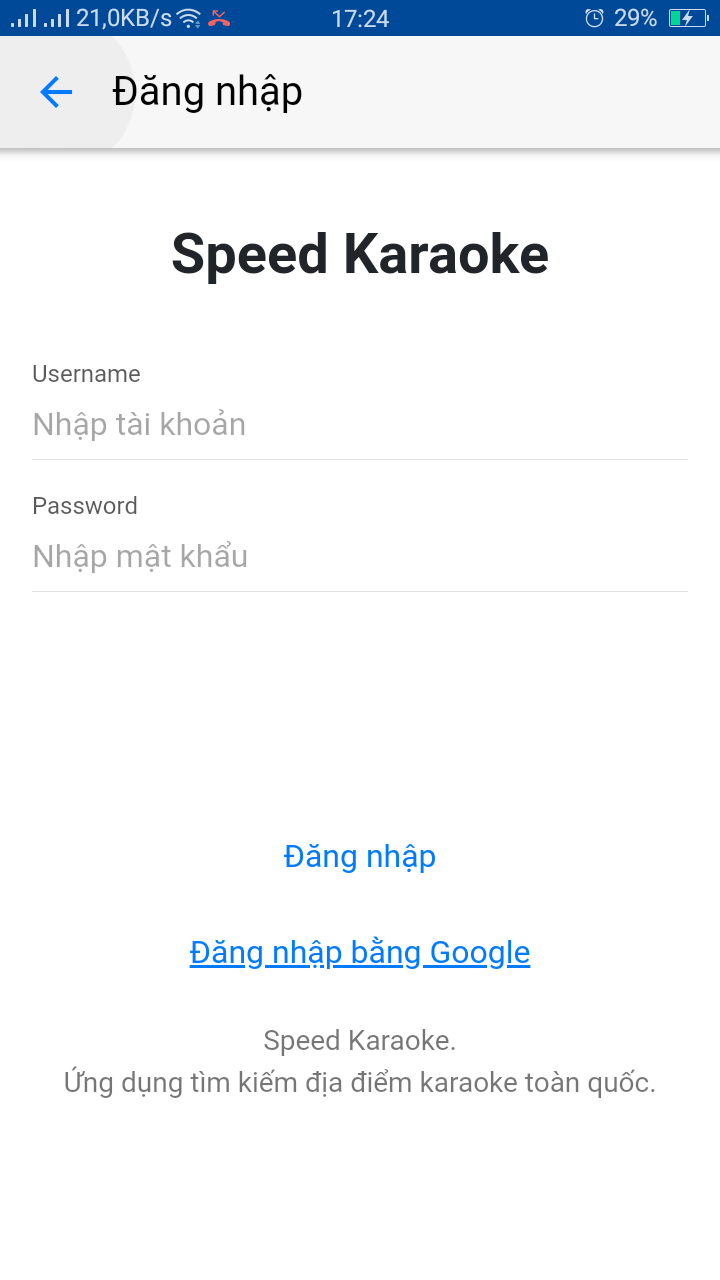 21,0KB/s 17:24 29%
Đăng nhập
Speed Karaoke
Username
Nhập tài khoản
Password
Nhập mật khẩu
Đăng nhập
Đăng nhập bằng Google
Speed Karaoke.
Ứng dụng tìm kiếm địa điểm karaoke toàn quốc.